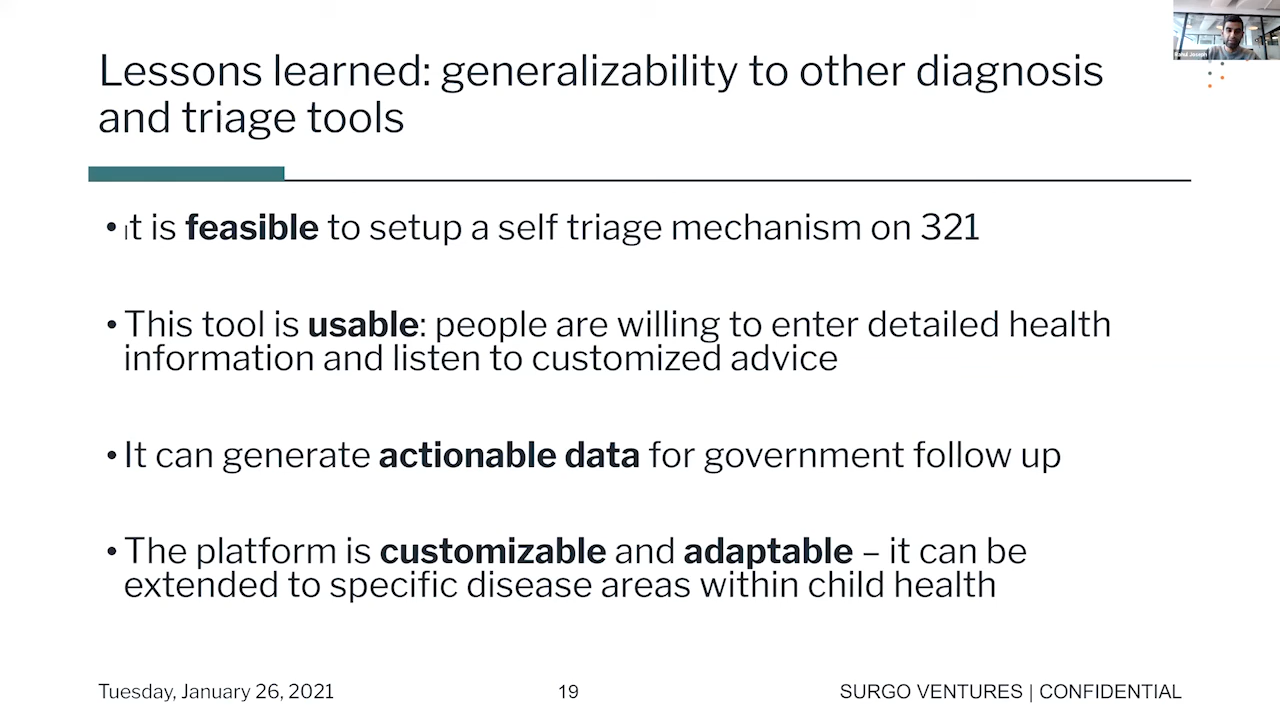 Lessons learned: generalizability to other diagnosis
and triage tools
• It is feasible to setup a self triage mechanism on 321
• This tool is usable: people are willing to enter detailed health
information and listen to customized advice
• It can generate actionable data for government follow up
• The platform is customizable and adaptable – it can be
extended to specific disease areas within child health
Tuesday, January 26, 2021
19
SURGO VENTURES | CONFIDENTIAL